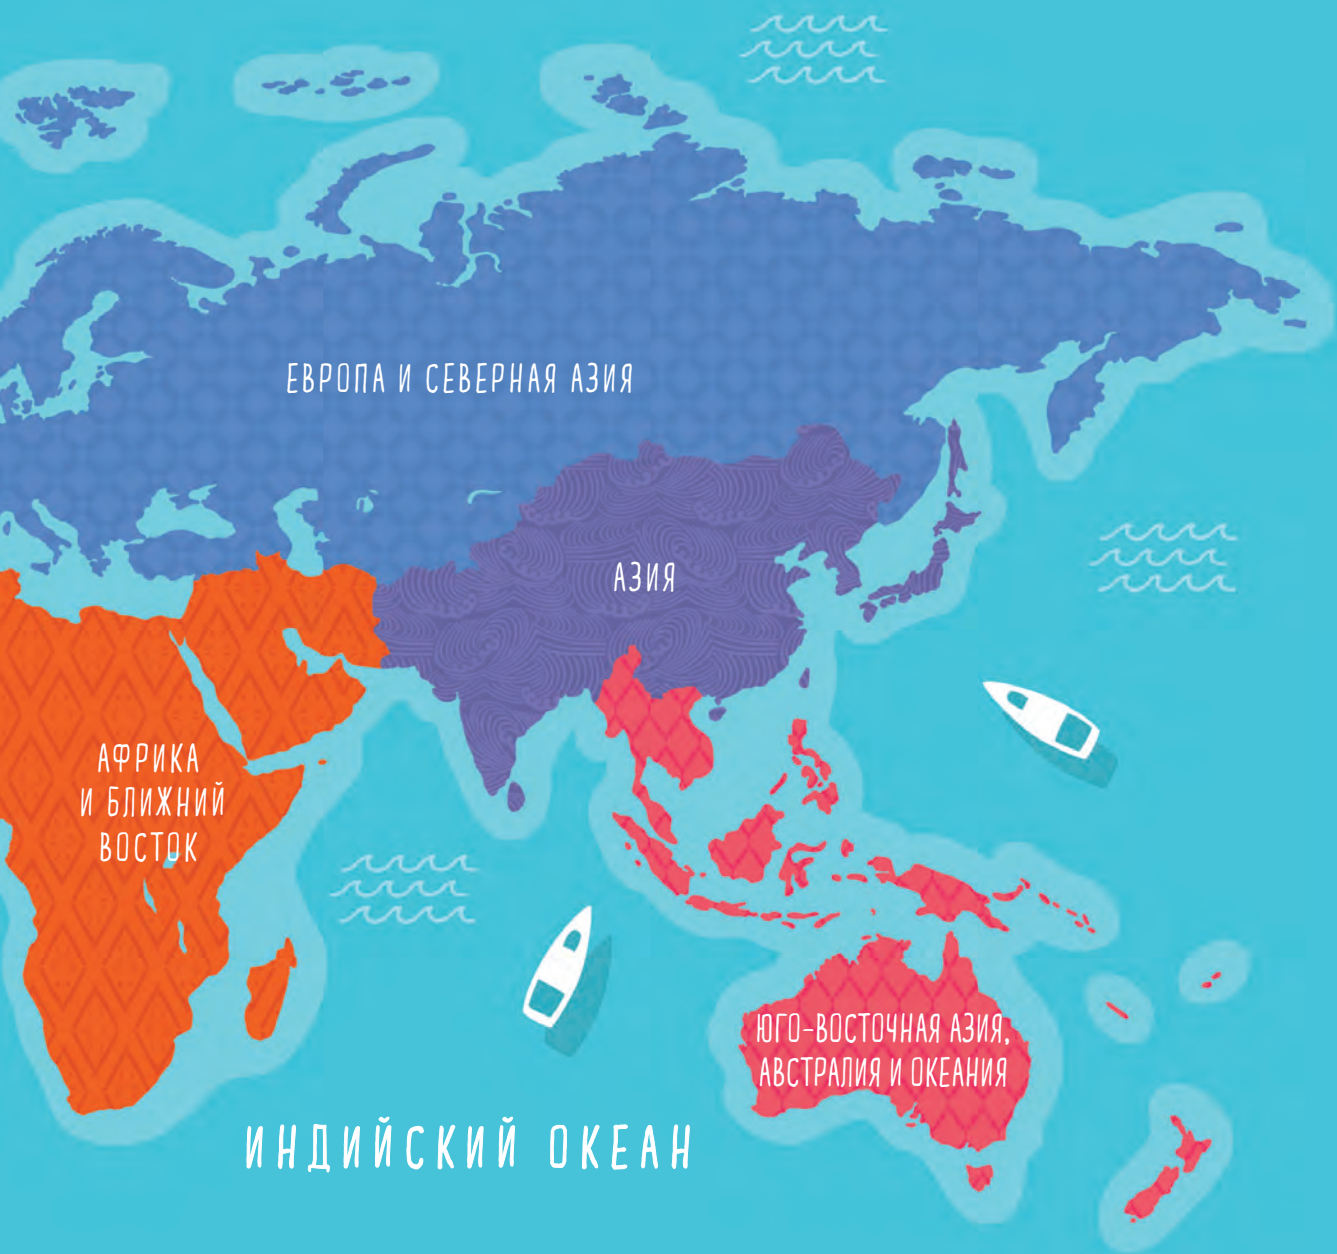 ЕВРОПА И СЕВЕРНАЯ АЗИЯ
АЗИЯ
АФРИКА
И БЛИЖНИЙ
ВОСТОК
ЮГО-ВОСТОЧНАЯ АЗИЯ,
АВСТРАЛИЯ И ОКЕАНИЯ
ИНДИЙСКИЙ ОКЕАН